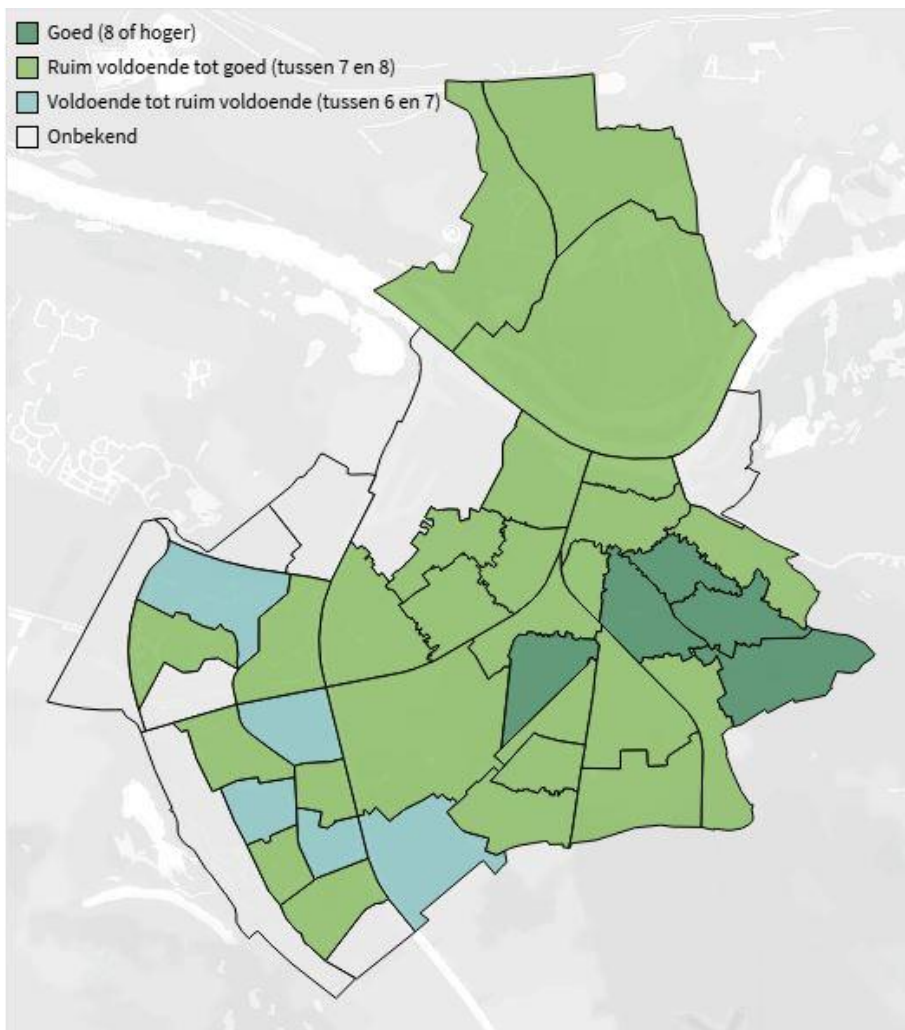 Goed (8 of hoger)
Ruim voldoende tot goed (tussen 7 en 8)
Voldoende tot ruim voldoende (tussen 6 en 7)
Onbekend